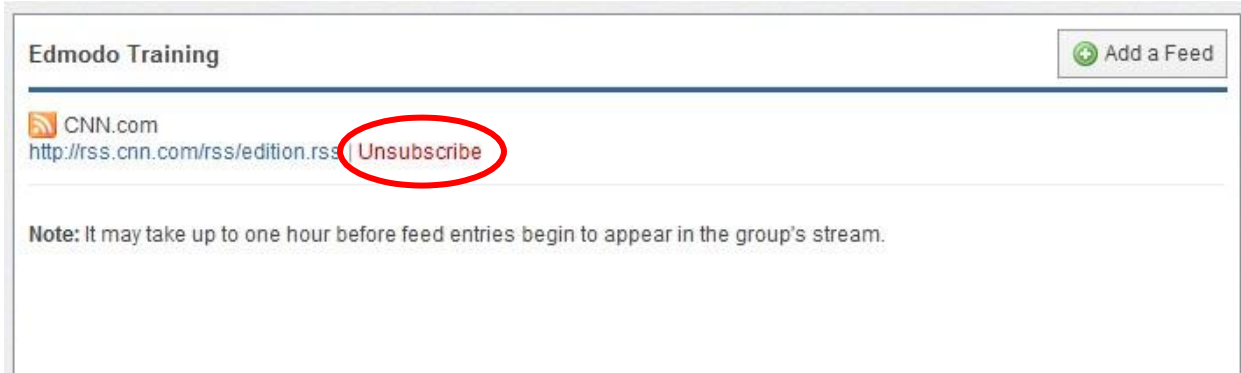 Edmodo Training
Add a Feed
CNN.com
http://rss.cnn.com/rss/edition.rss | Unsubscribe
Note: It may take up to one hour before feed entries begin to appear in the group's stream.